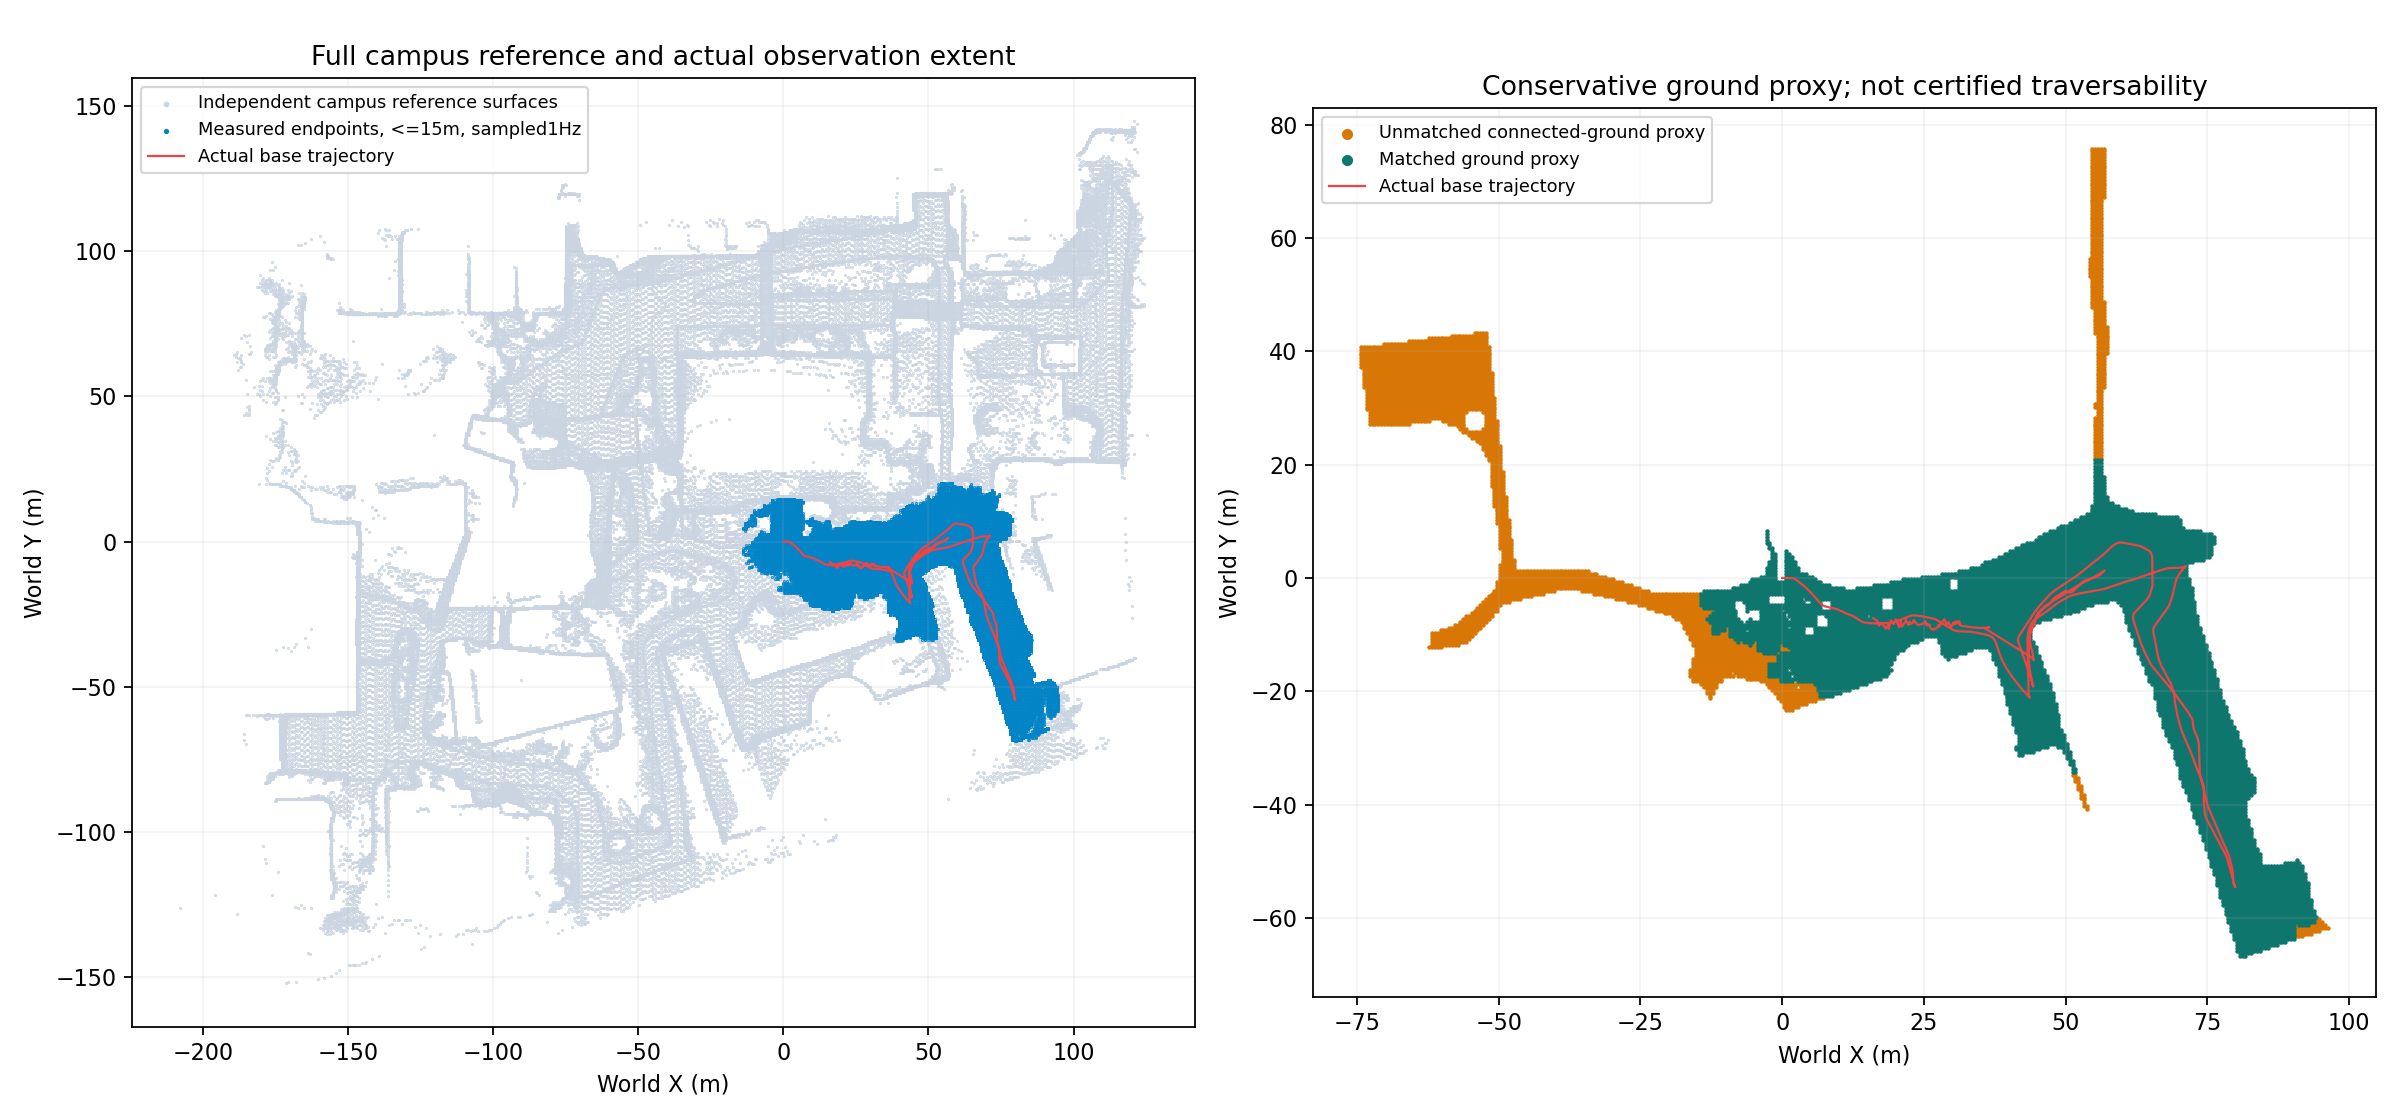 Full campus reference and actual observation extent
Independent campus reference surfaces
Measured endpoints, <=15m, sampled1Hz
Actual base trajectory
150
100
50
0
−50
−100
−150
World Y (m)
−200
−150
−100
−50
0
50
100
World X (m)
Conservative ground proxy; not certified traversability
Unmatched connected-ground proxy
Matched ground proxy
Actual base trajectory
80
60
40
20
0
−20
−40
−60
World Y (m)
−75
−50
−25
0
25
50
75
100
World X (m)